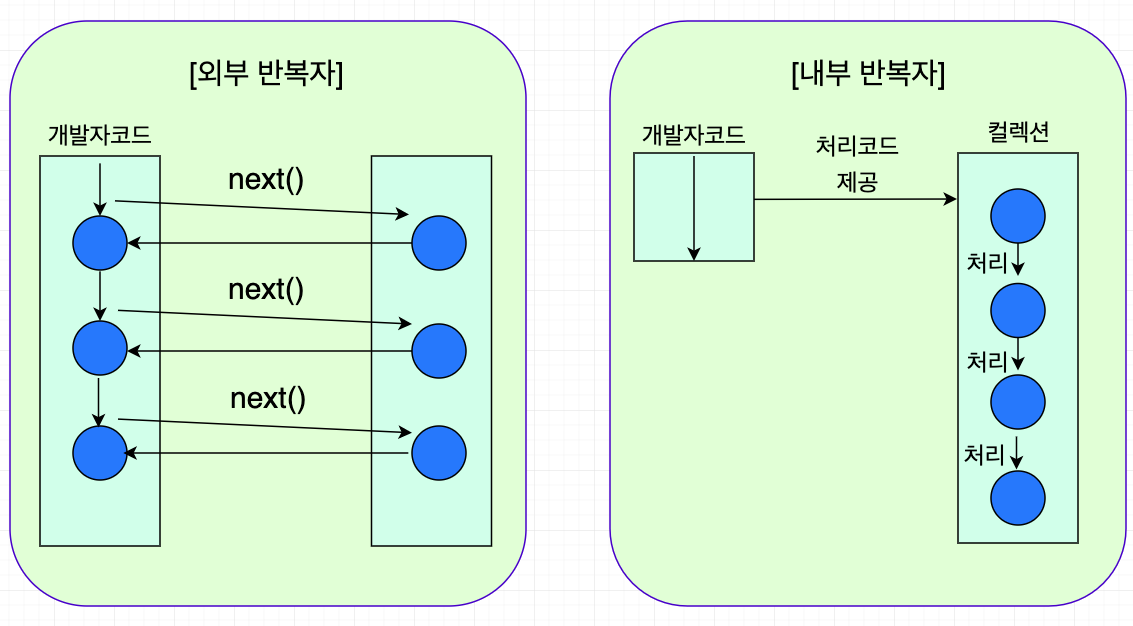 [외부 반복자]
개발자코드
next()
next()
next()
[내부 반복자]
개발자코드
처리코드
제공
컬렉션
처리
처리
처리